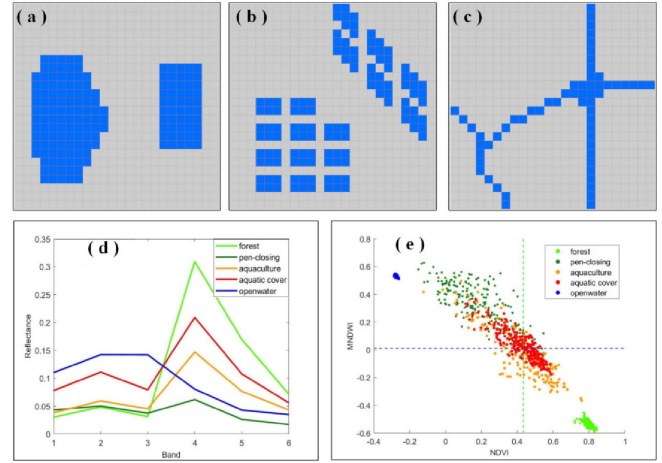 ( a )
( b )
( c )
( d )
forest
pen-closing
aquaculture
aquatic cover
openwater
0.35
0.3
0.25
0.2
0.15
0.1
0.05
0
1
2
3
4
5
6
Reflectance
Band
( e )
forest
pen-closing
aquaculture
aquatic cover
openwater
0.8
0.6
0.4
0.2
0
-0.2
-0.4
-0.6
-0.4
-0.2
0
0.2
0.4
0.6
0.8
1
MNDWI
NDVI